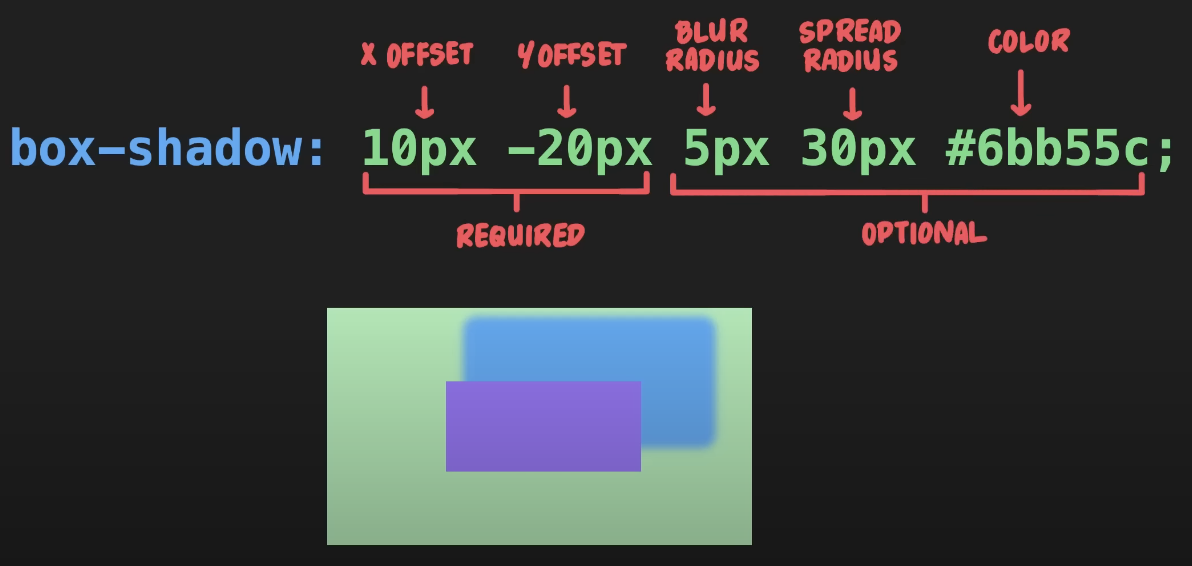 X OFFSET
Y OFFSET
BLUR
RADIUS
SPREAD
RADIUS
COLOR
box-shadow: 10px -20px 5px 30px #6bb55c;
REQUIRED
OPTIONAL